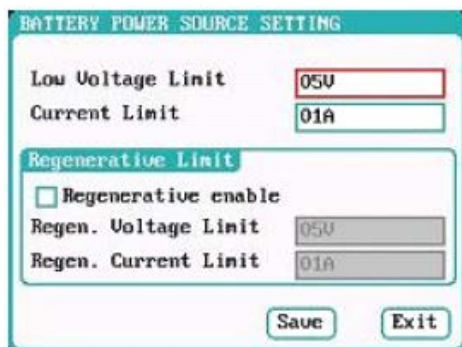 BATTERY POWER SOURCE SETTING
Low Voltage Limit 05V
Current Limit 01A
Regenerative Limit
Regenerative enable
Regen. Voltage Limit 05V
Regen. Current Limit 01A
Save Exit